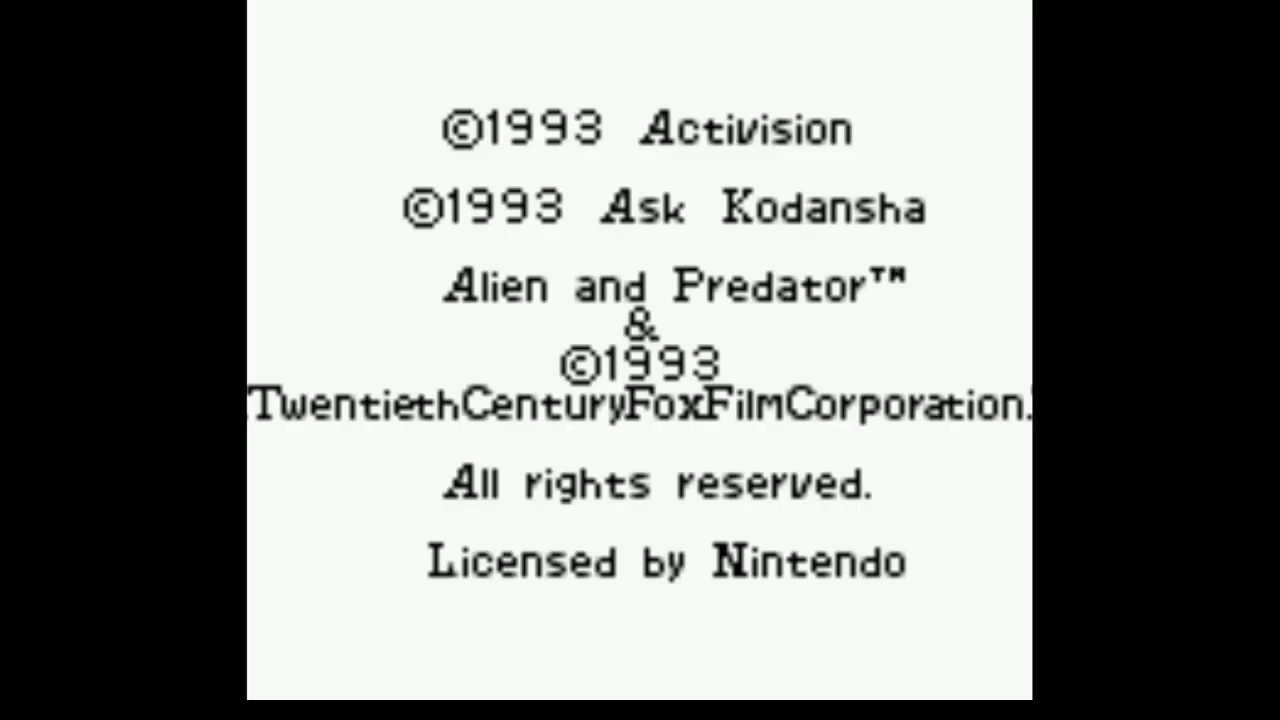 ©1993 Activision
©1993 Ask Kodansha
Alien and Predator™
&
©1993
TwentiethCenturyFoxFilmCorporation.
All rights reserved.
Licensed by Nintendo